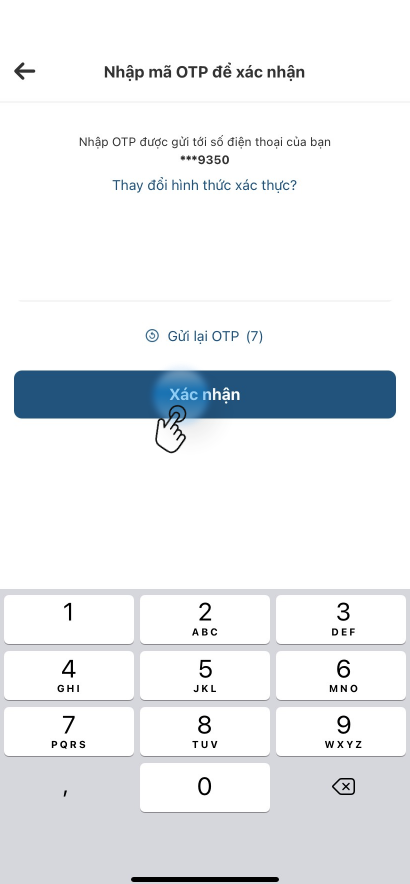 Nhập mã OTP để xác nhận
Nhập OTP được gửi tới số điện thoại của bạn
***9350
Thay đổi hình thức xác thực?
Gửi lại OTP (7)
Xác nhận
1 2 3
ABC DEF
4 5 6
GHI JKL MNO
7 8 9
PQRS TUV WXYZ
, 0